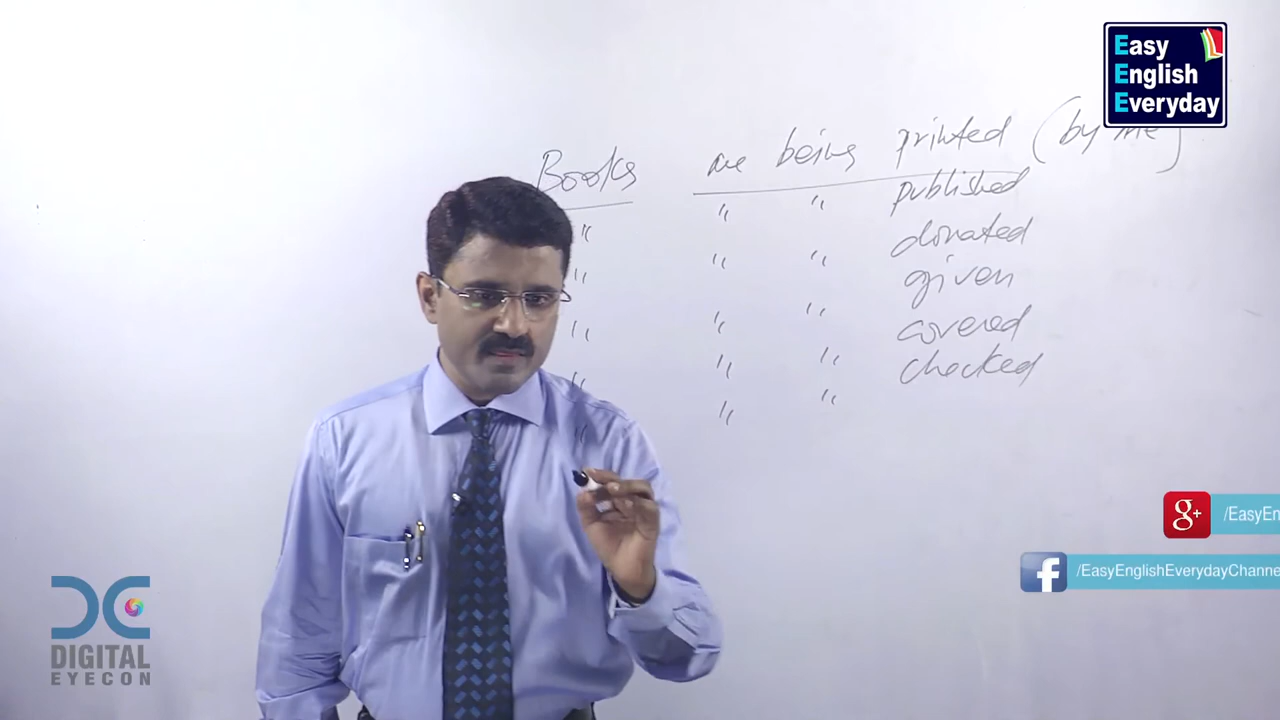 Easy
English
Everyday
Books are being printed (by me)
" " " published
" " " donated
" " " given
" " " covered
" " " checked
g+ /EasyEn
f /EasyEnglishEverydayChanne
DIGITAL
EYECON